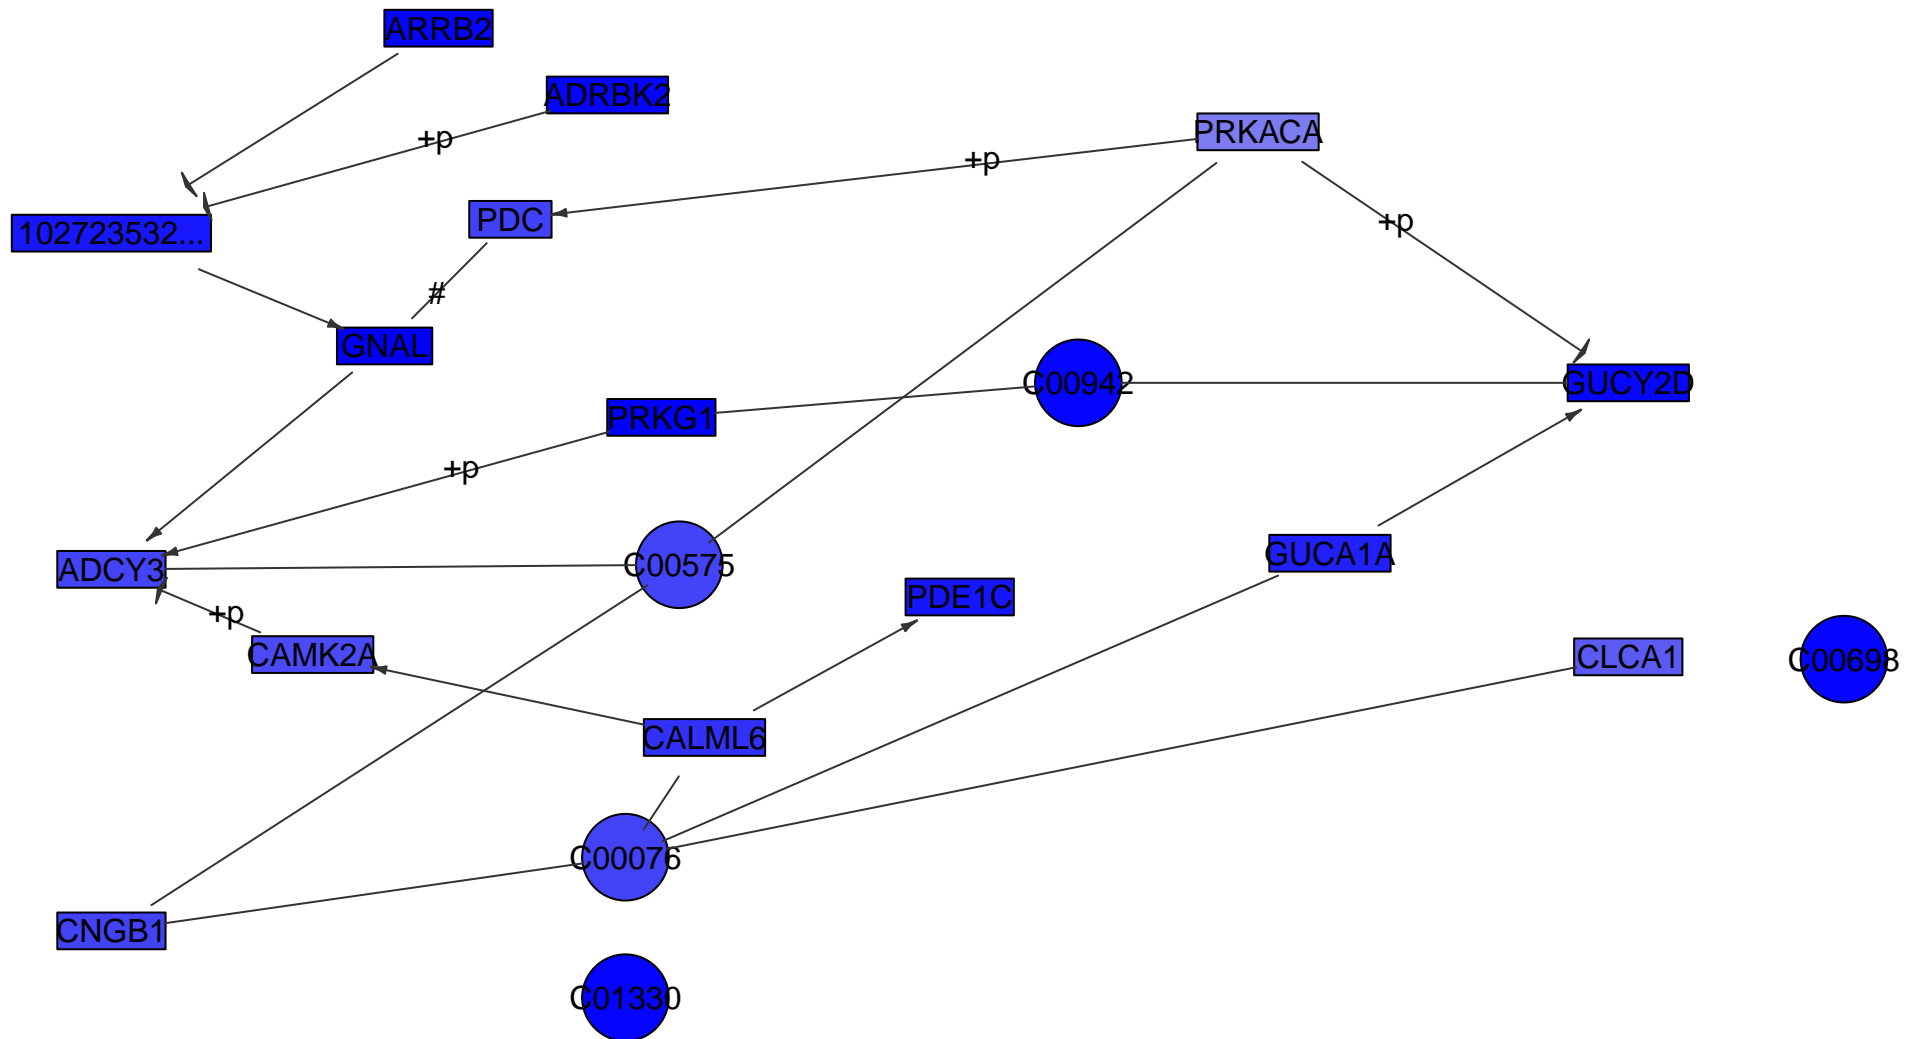 ARRB2
ADRBK2
+p
PRKACA
+p
PDC
102723532...
+p
#
GNAL
C00942
GUCY2D
PRKG1
+p
ADCY3
C00575
GUCA1A
PDE1C
+p
CAMK2A
CLCA1
C00698
CALML6
C00076
CNGB1
C01330